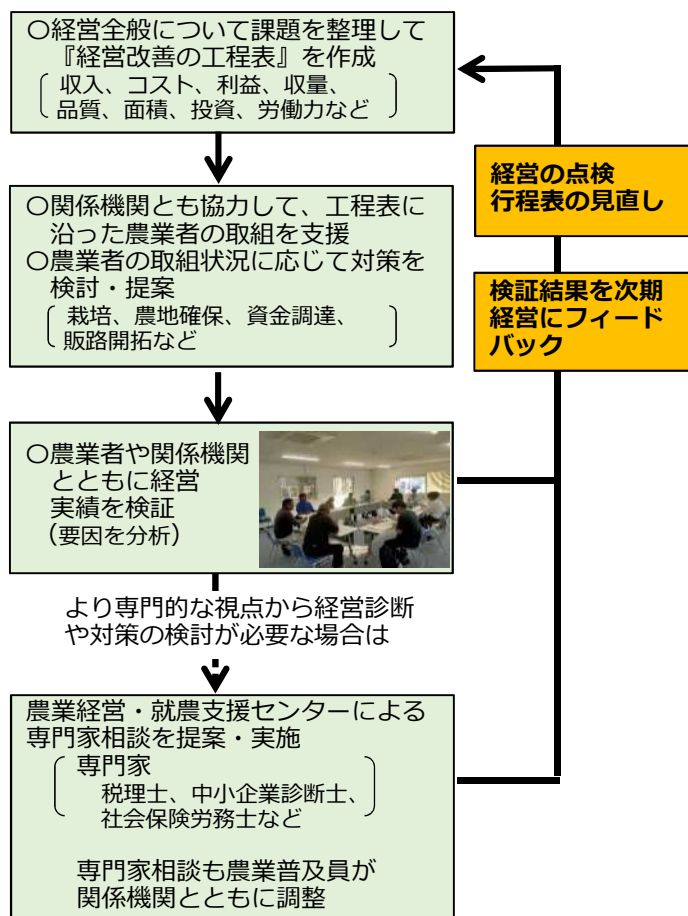 〇経営全般について課題を整理して
『経営改善の工程表』を作成
収入、コスト、利益、収量、
品質、面積、投資、労働力など
経営の点検
行程表の見直し
〇関係機関とも協力して、工程表に
沿った農業者の取組を支援
〇農業者の取組状況に応じて対策を
検討・提案
栽培、農地確保、資金調達、
販路開拓など
検証結果を次期
経営にフィード
バック
〇農業者や関係機関
とともに経営
実績を検証
(要因を分析)
より専門的な視点から経営診断
や対策の検討が必要な場合は
農業経営・就農支援センターによる
専門家相談を提案・実施
専門家
税理士、中小企業診断士、
社会保険労務士など
専門家相談も農業普及員が
関係機関とともに調整